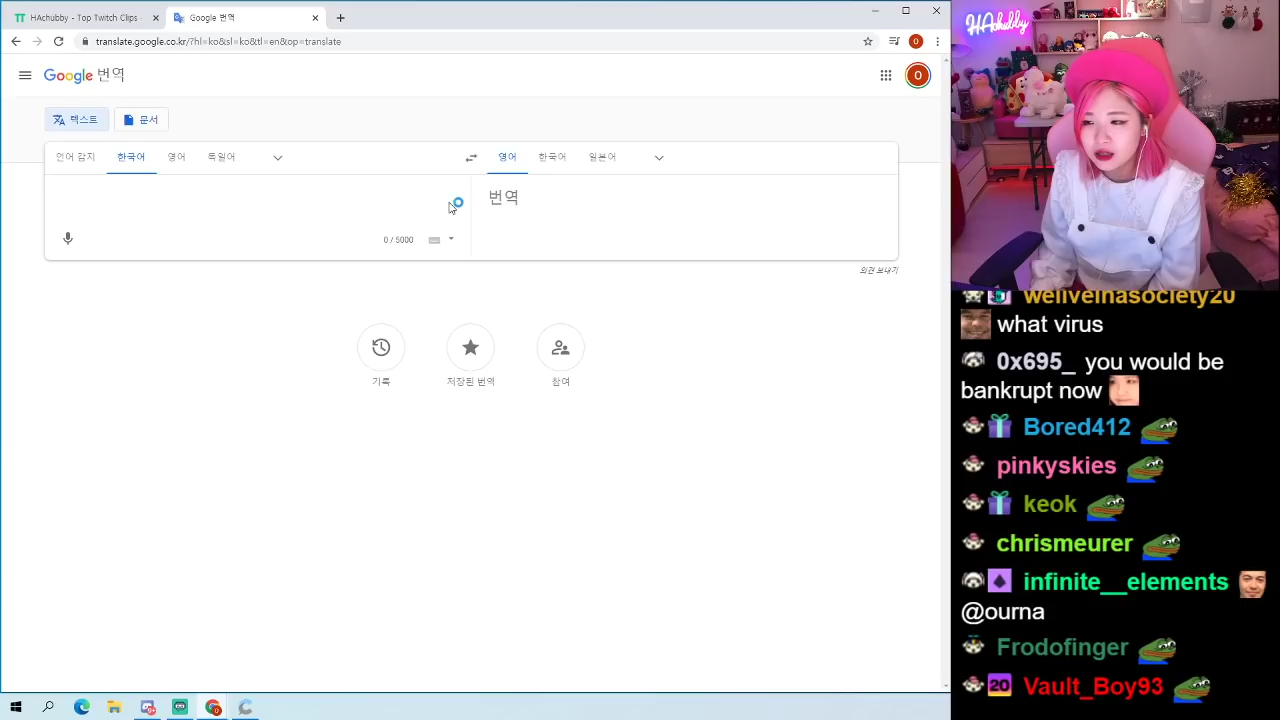 HAchubby - Top Twitch Clips
Google 번역
translate.google.co.kr/?hl=ko&sl=ko&tl=en&op=translate
O
Google 번역
O
텍스트
문서
언어 감지 한국어 영어 독일어
영어 한국어 일본어
번역
0 / 5000
의견 보내기
기록
저장된 번역
참여
HAchubby
weliveinasociety20
what virus
0x695_ you would be
bankrupt now
Bored412
pinkyskies
keok
chrismeurer
infinite__elements
@ourna
Frodofinger
20 Vault_Boy93